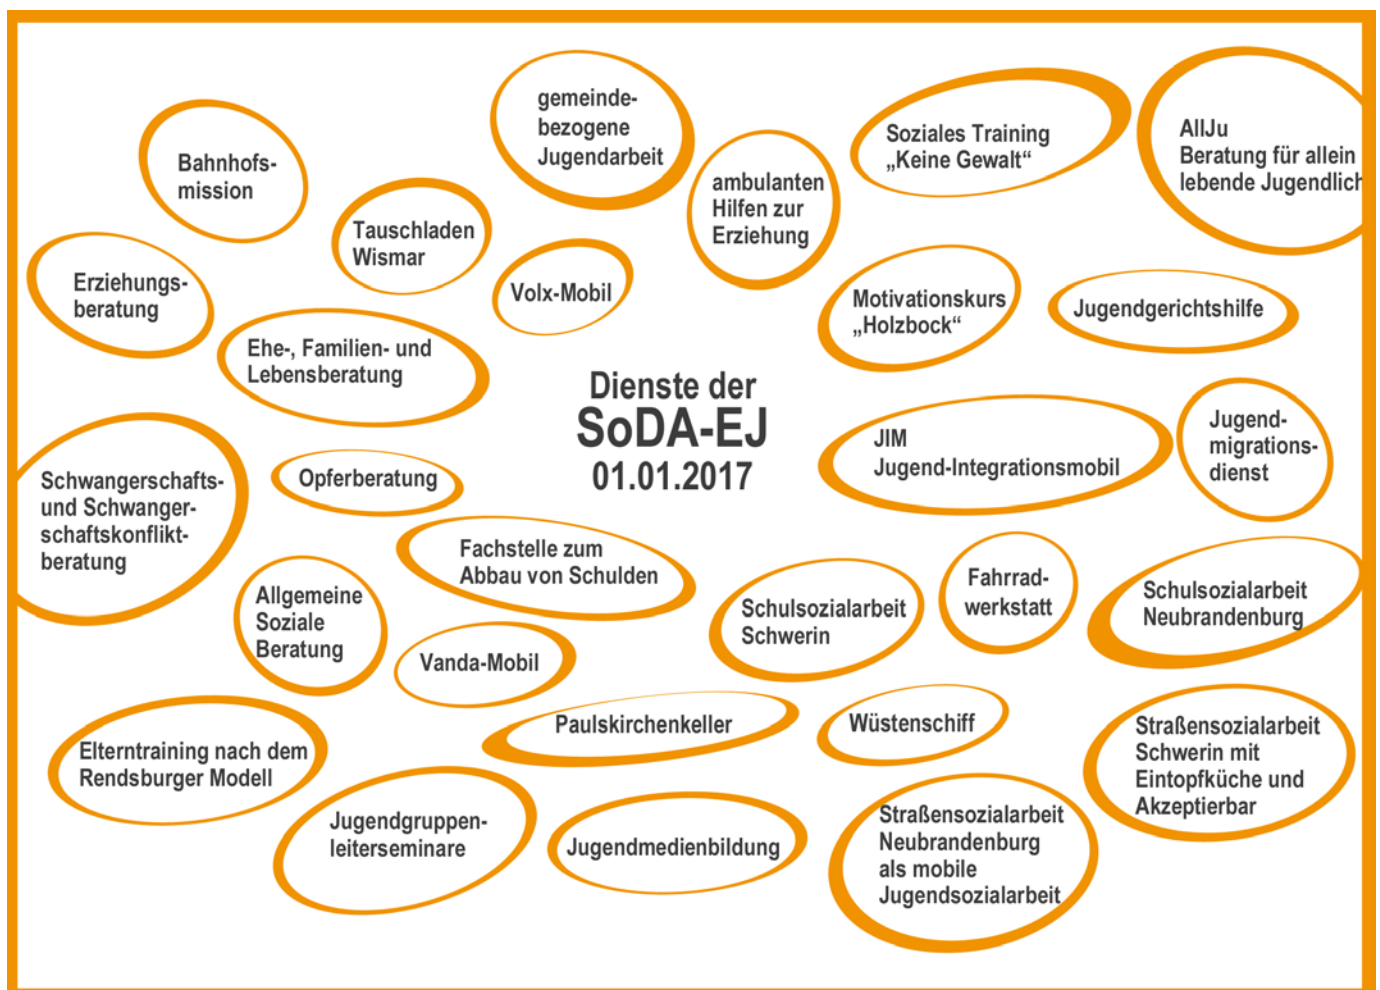 gemeinde-
bezogene
Jugendarbeit
Soziales Training
„Keine Gewalt“
AllJu
Beratung für allein
lebende Jugendlich
Bahnhofs-
mission
ambulanten
Hilfen zur
Erziehung
Tauschladen
Wismar
Erziehungs-
beratung
Volx-Mobil
Motivationskurs
„Holzbock“
Jugendgerichtshilfe
Ehe-, Familien- und
Lebensberatung
Dienste der
SoDA-EJ
01.01.2017
JIM
Jugend-Integrationsmobil
Jugend-
migrations-
dienst
Schwangerschafts-
und Schwanger-
schaftskonflikt-
beratung
Opferberatung
Fachstelle zum
Abbau von Schulden
Allgemeine
Soziale
Beratung
Schulsozialarbeit
Schwerin
Fahrrad-
werkstatt
Schulsozialarbeit
Neubrandenburg
Vanda-Mobil
Paulskirchenkeller
Wüstenschiff
Straßensozialarbeit
Schwerin mit
Eintopfküche und
Akzeptierbar
Elterntraining nach dem
Rendsburger Modell
Jugendgruppen-
leiterseminare
Jugendmedienbildung
Straßensozialarbeit
Neubrandenburg
als mobile
Jugendsozialarbeit